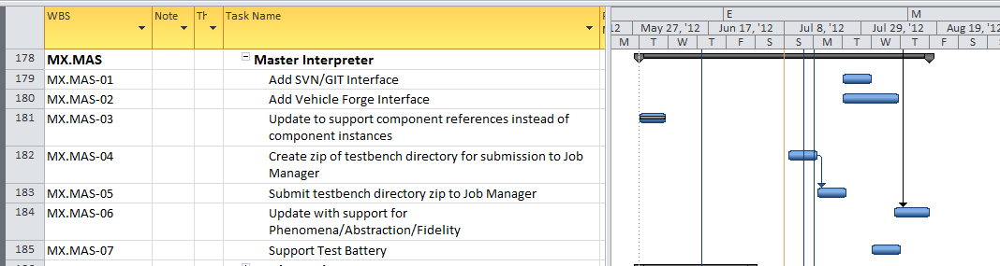 WBS Note Th Task Name
E M
12 May 27, '12 Jun 17, '12 Jul 8, '12 Jul 29, '12 Aug 19, '12
M T W T F S S M T W T F S S
178 MX.MAS Master Interpreter
179 MX.MAS-01 Add SVN/GIT Interface
180 MX.MAS-02 Add Vehicle Forge Interface
181 MX.MAS-03 Update to support component references instead of
component instances
182 MX.MAS-04 Create zip of testbench directory for submission to Job
Manager
183 MX.MAS-05 Submit testbench directory zip to Job Manager
184 MX.MAS-06 Update with support for
Phenomena/Abstraction/Fidelity
185 MX.MAS-07 Support Test Battery